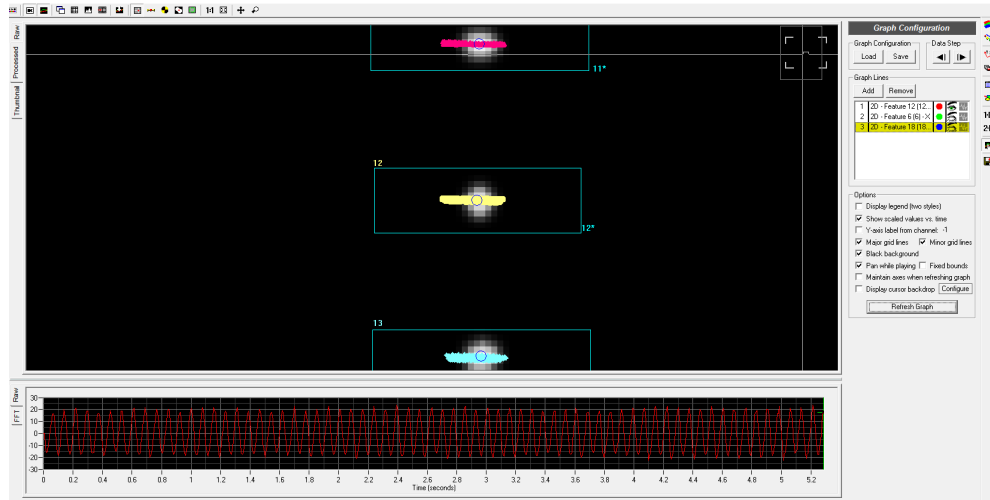 1:1
Raw
Processed
Thumbnail
11*
12
12*
13
Graph Configuration
Graph Configuration
Data Step
Load
Save
Graph Lines
Add
Remove
1 2D - Feature 12 (12...
2 2D - Feature 6 (6) - X
3 2D - Feature 18 (18...
Options
Display legend (two styles)
Show scaled values vs. time
Y-axis label from channel: -1
Major grid lines Minor grid lines
Black background
Pan while playing Fixed bounds
Maintain axes when refreshing graph
Display cursor backdrop Configure
Refresh Graph
Raw
FFT
30
20
10
0
-10
-20
-30
0 0.2 0.4 0.6 0.8 1 1.2 1.4 1.6 1.8 2 2.2 2.4 2.6 2.8 3 3.2 3.4 3.6 3.8 4 4.2 4.4 4.6 4.8 5 5.2
Time (seconds)